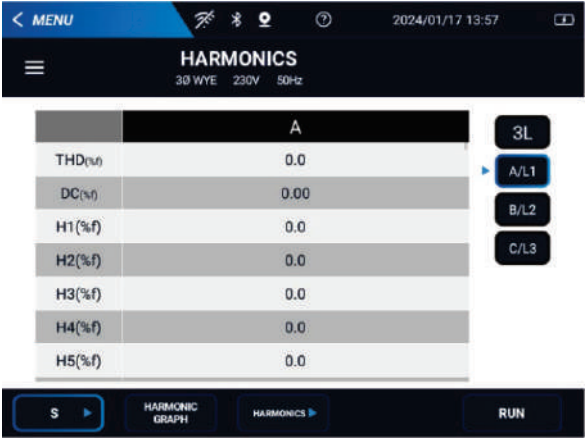 < MENU 2024/01/17 13:57
HARMONICS
3Ø WYE 230V 50Hz
A
THD(%f) 0.0
DC(%f) 0.00
H1(%f) 0.0
H2(%f) 0.0
H3(%f) 0.0
H4(%f) 0.0
H5(%f) 0.0
3L
A/L1
B/L2
C/L3
S
HARMONIC
GRAPH
HARMONICS
RUN